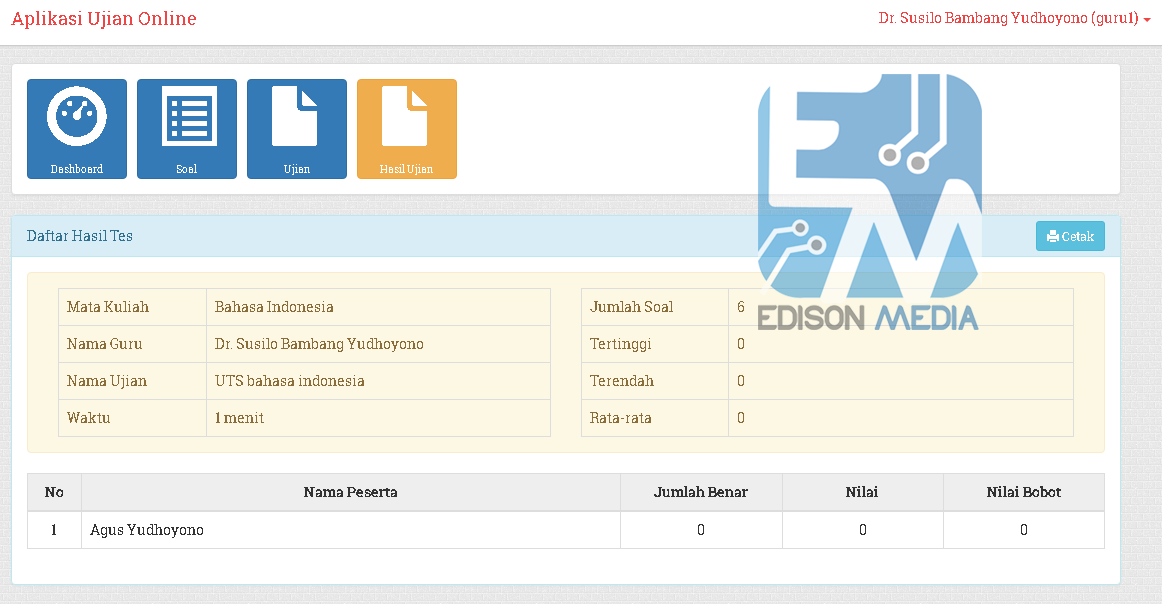 Aplikasi Ujian Online
Dr. Susilo Bambang Yudhoyono (guru1)
Dashboard
Soal
Ujian
Hasil Ujian
Daftar Hasil Tes
Cetak
Mata Kuliah Bahasa Indonesia
Nama Guru Dr. Susilo Bambang Yudhoyono
Nama Ujian UTS bahasa indonesia
Waktu 1 menit
Jumlah Soal 6
Tertinggi 0
Terendah 0
Rata-rata 0
EM
EDISON MEDIA
No Nama Peserta Jumlah Benar Nilai Nilai Bobot
1 Agus Yudhoyono 0 0 0